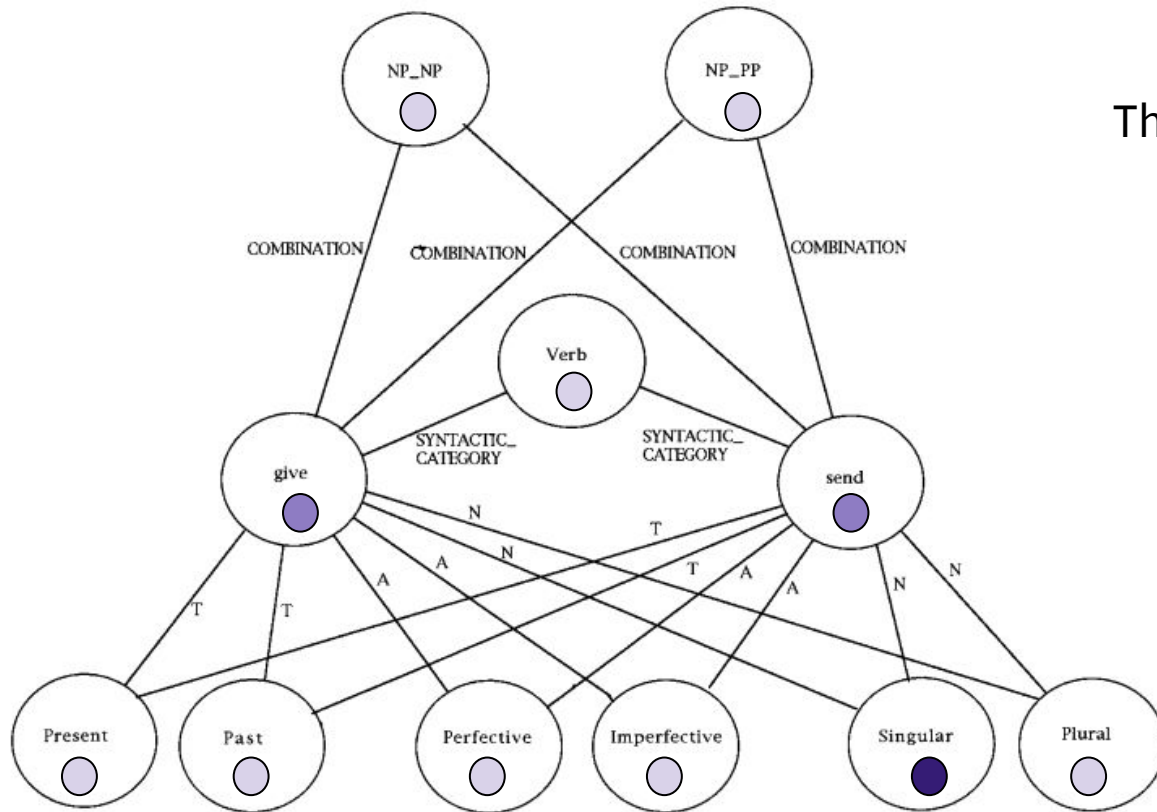 NP_NP
NP_PP
Th
COMBINATION
COMBINATION
COMBINATION
COMBINATION
Verb
SYNTACTIC_
CATEGORY
SYNTACTIC_
CATEGORY
give
send
N
T
N
T
A
A
A
A
N
N
T
T
Present
Past
Perfective
Imperfective
Singular
Plural